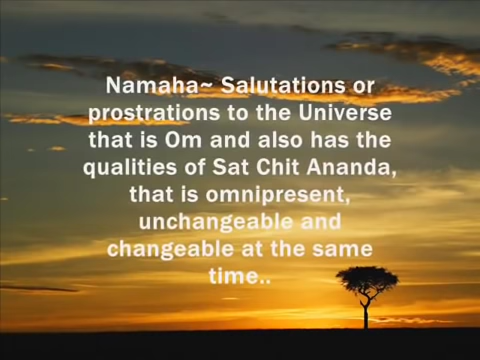 Namaha~ Salutations or
prostrations to the Universe
that is Om and also has the
qualities of Sat Chit Ananda,
that is omnipresent,
unchangeable and
changeable at the same
time..